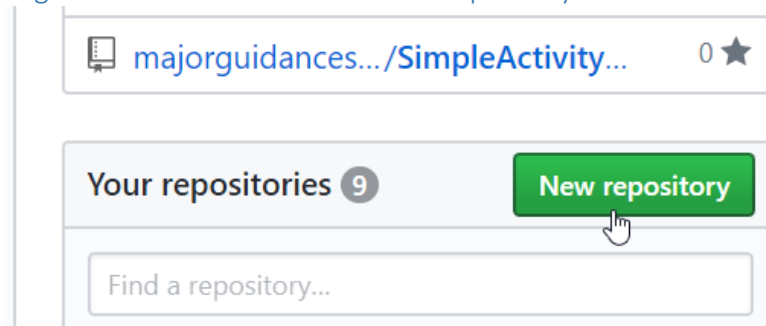 majorguidances.../SimpleActivity... 0
Your repositories 9 New repository
Find a repository...